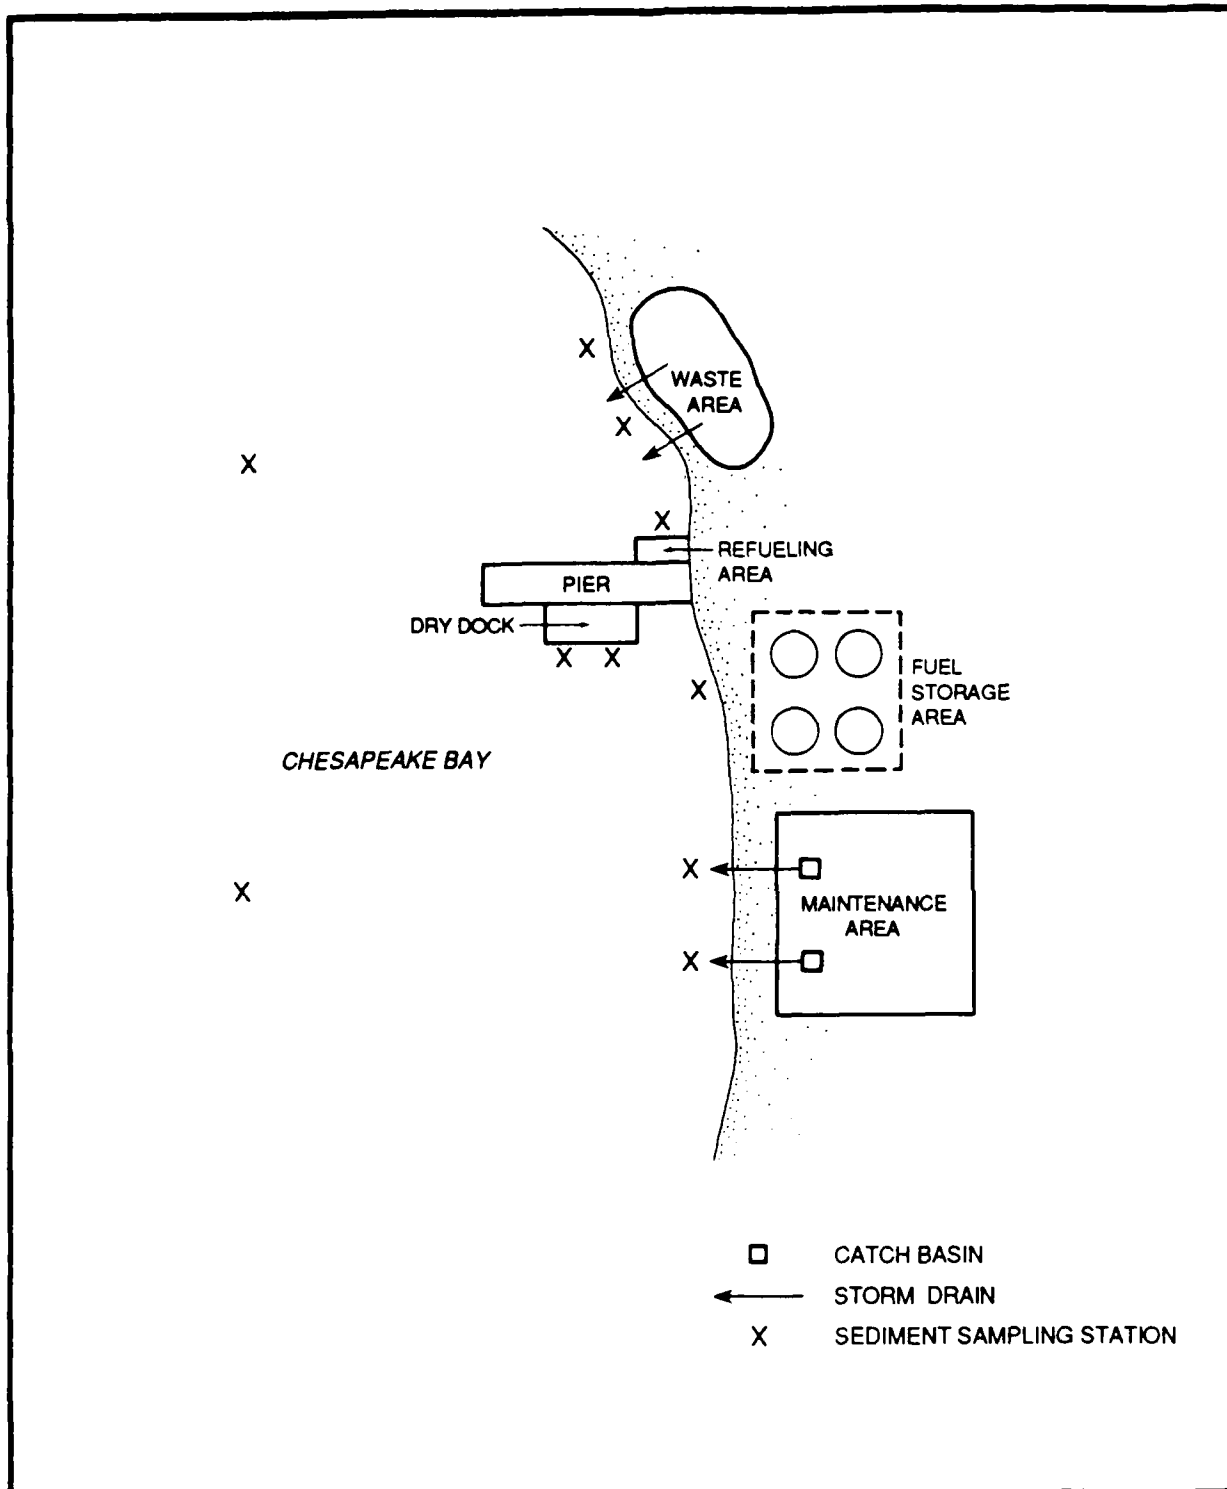 X
WASTE
AREA
X
X
X
REFUELING
AREA
PIER
DRY DOCK
X X
FUEL
STORAGE
AREA
X
CHESAPEAKE BAY
X
X
MAINTENANCE
AREA
X
CATCH BASIN
STORM DRAIN
X SEDIMENT SAMPLING STATION